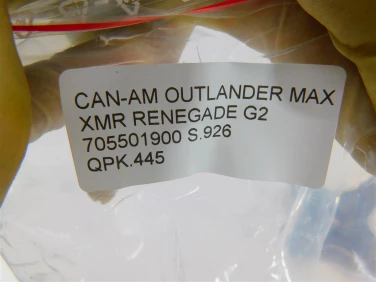 CAN-AM OUTLANDER MAX
XMR RENEGADE G2
705501900 S.926
QPK.445